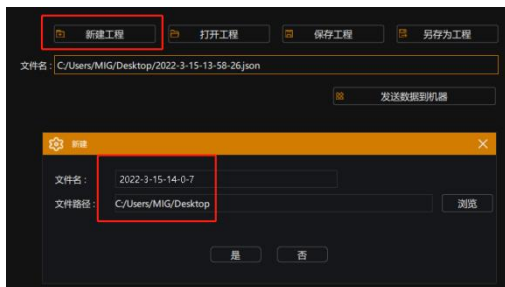 新建工程 打开工程 保存工程 另存为工程
文件名: C:/Users/MIG/Desktop/2022-3-15-13-58-26.json
发送数据到机器
新建
文件名: 2022-3-15-14-0-7
文件路径: C:/Users/MIG/Desktop 浏览
是 否